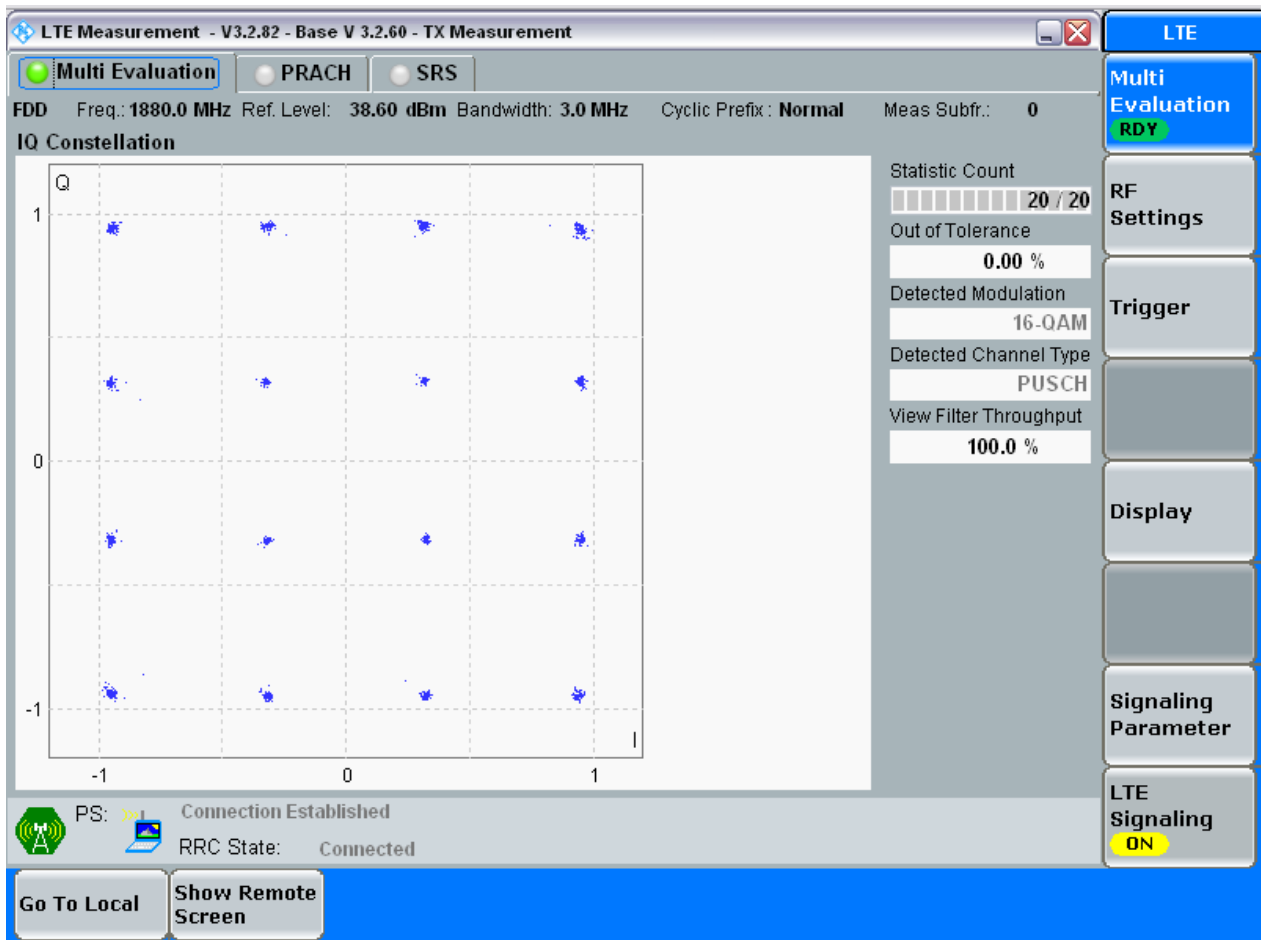 LTE Measurement - V3.2.82 - Base V 3.2.60 - TX Measurement
LTE
Multi Evaluation PRACH SRS
Multi
Evaluation
RDY
FDD Freq.: 1880.0 MHz Ref. Level: 38.60 dBm Bandwidth: 3.0 MHz Cyclic Prefix : Normal Meas Subfr.: 0
IQ Constellation
Q
1
0
-1
I
-1 0 1
Statistic Count
20 / 20
Out of Tolerance
0.00 %
Detected Modulation
16-QAM
Detected Channel Type
PUSCH
View Filter Throughput
100.0 %
RF
Settings
Trigger
Display
Signaling
Parameter
LTE
Signaling
ON
PS: Connection Established
RRC State: Connected
Go To Local
Show Remote
Screen